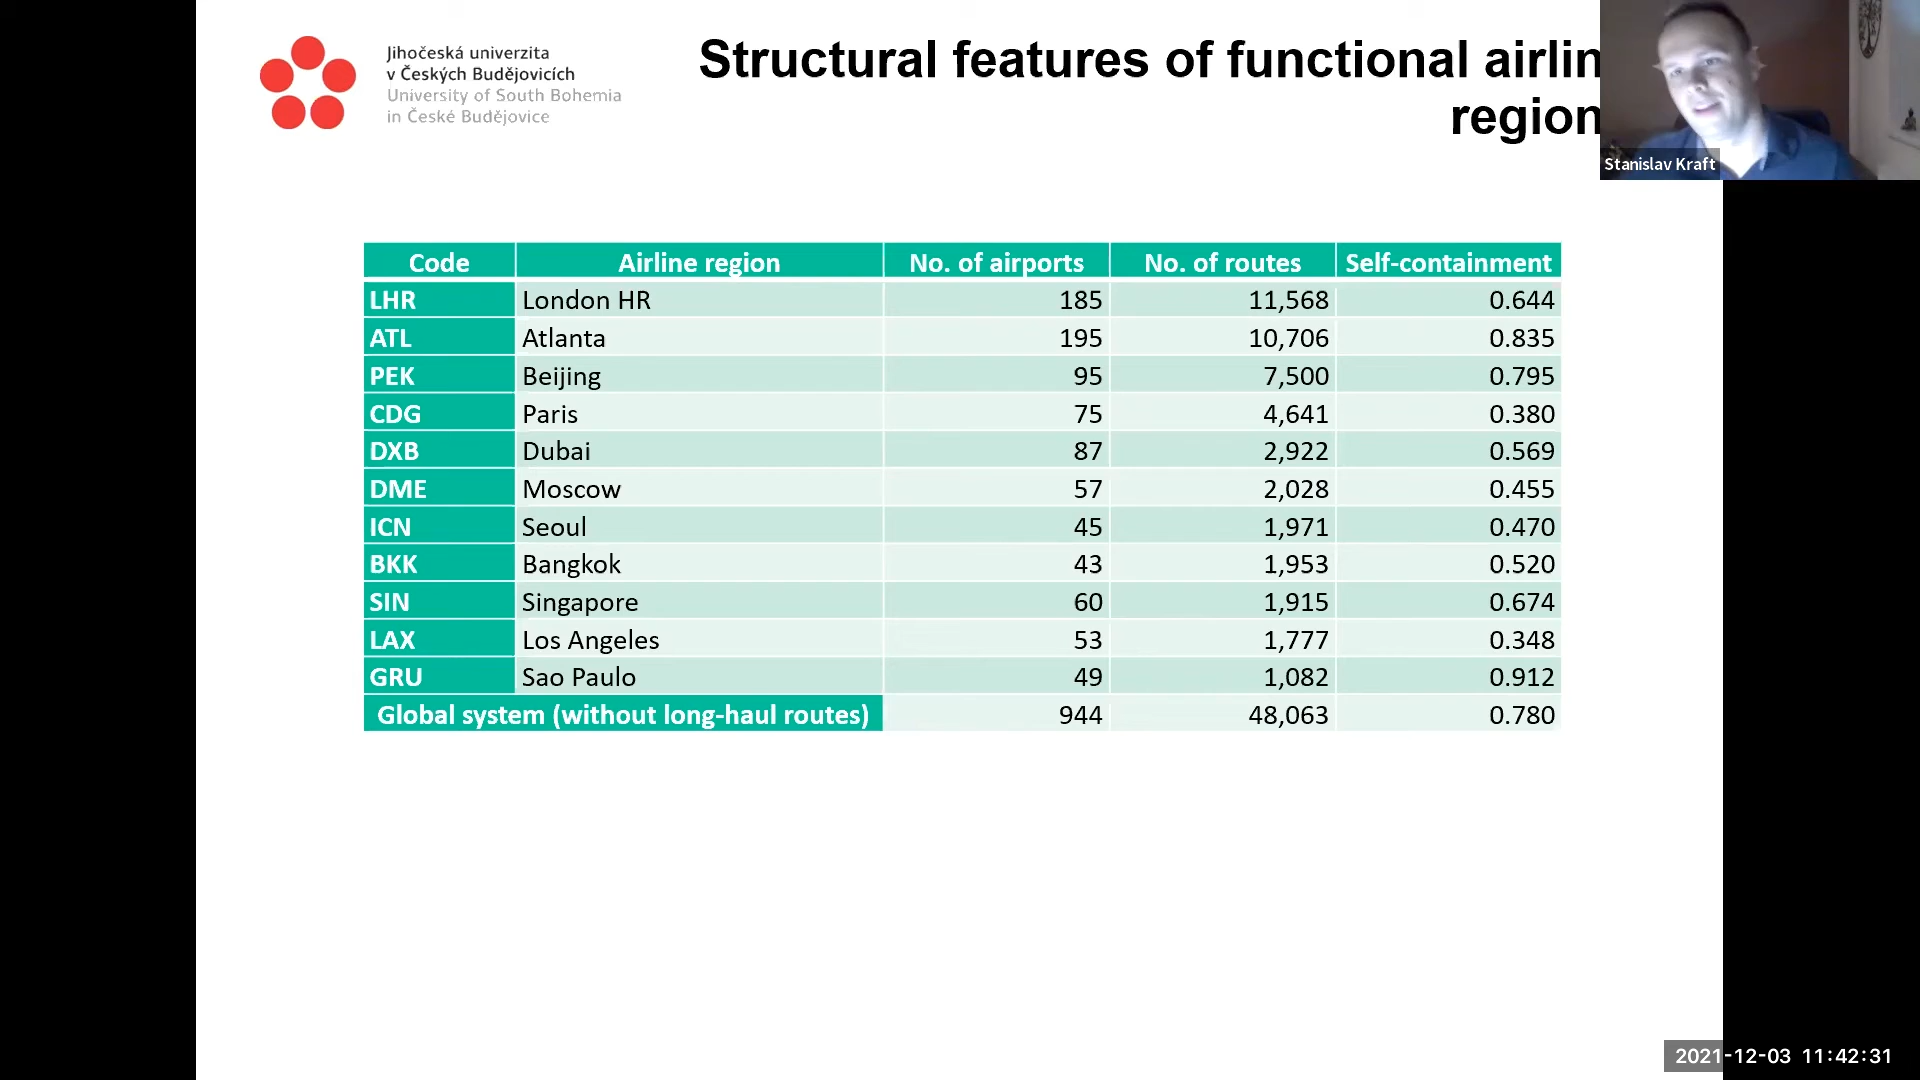 Jihočeská univerzita
v Českých Budějovicích
University of South Bohemia
in České Budějovice
Structural features of functional airlin
region
Stanislav Kraft
Code Airline region No. of airports No. of routes Self-containment
LHR London HR 185 11,568 0.644
ATL Atlanta 195 10,706 0.835
PEK Beijing 95 7,500 0.795
CDG Paris 75 4,641 0.380
DXB Dubai 87 2,922 0.569
DME Moscow 57 2,028 0.455
ICN Seoul 45 1,971 0.470
BKK Bangkok 43 1,953 0.520
SIN Singapore 60 1,915 0.674
LAX Los Angeles 53 1,777 0.348
GRU Sao Paulo 49 1,082 0.912
Global system (without long-haul routes) 944 48,063 0.780
2021-12-03 11:42:31